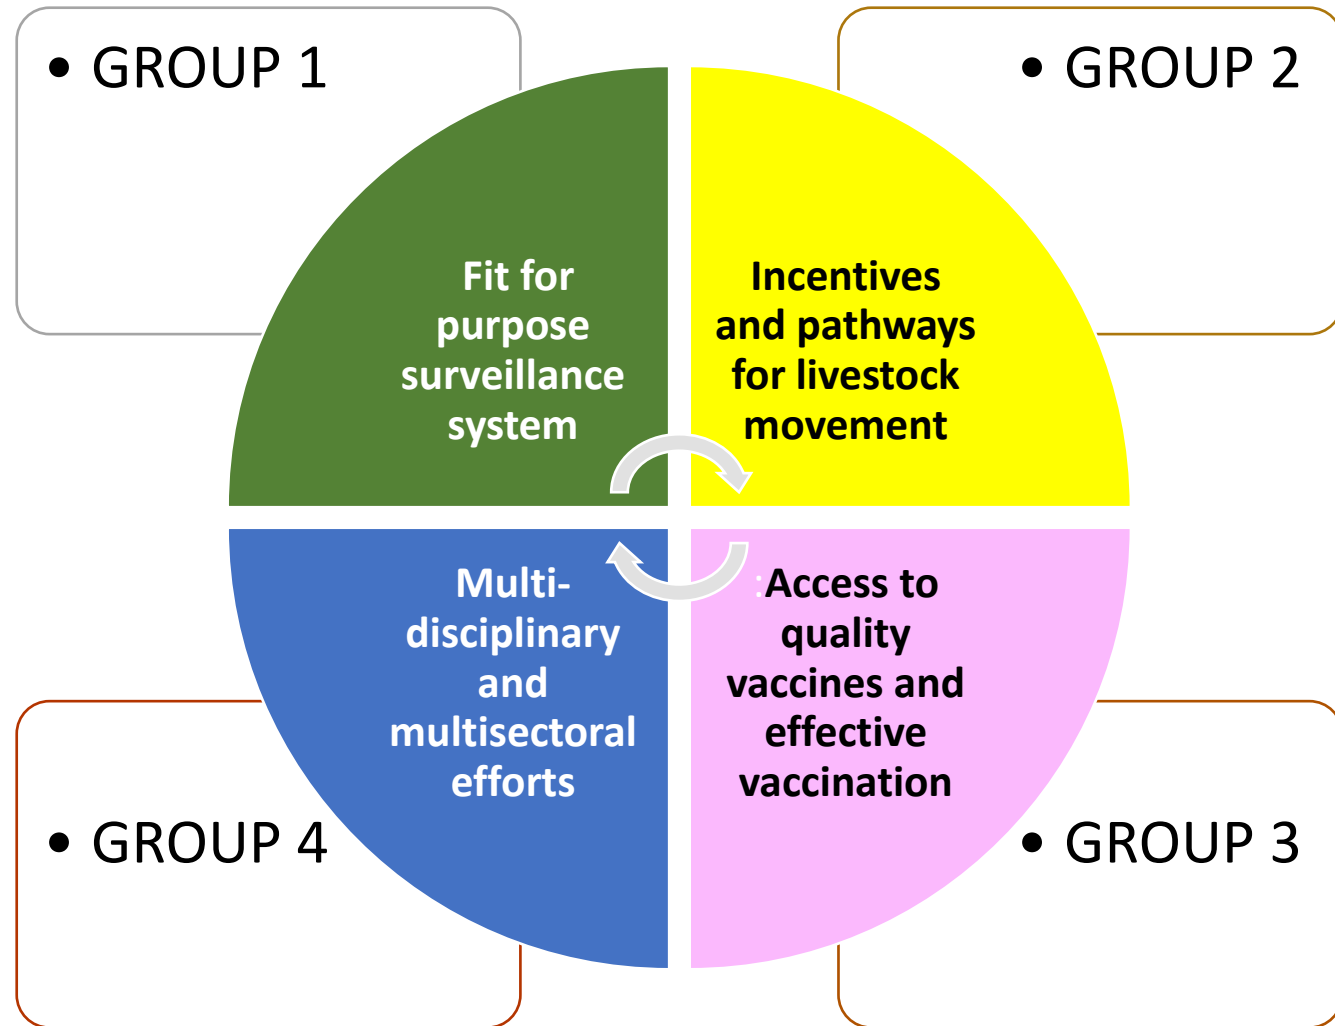 • GROUP 1
Fit for
purpose
surveillance
system
• GROUP 2
Incentives
and pathways
for livestock
movement
• GROUP 4
Multi-
disciplinary
and
multisectoral
efforts
• GROUP 3
:Access to
quality
vaccines and
effective
vaccination